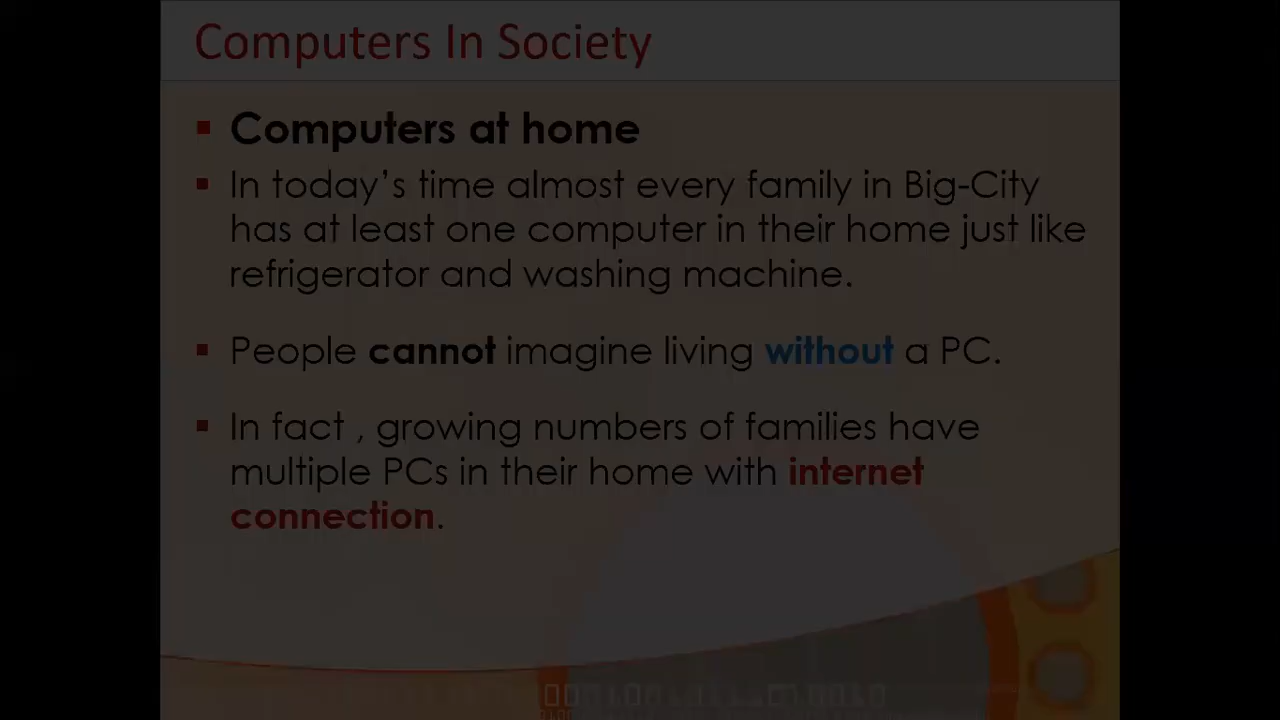 Computers In Society
▪ Computers at home
▪ In today's time almost every family in Big-City
has at least one computer in their home just like
refrigerator and washing machine.
▪ People cannot imagine living without a PC.
▪ In fact , growing numbers of families have
multiple PCs in their home with internet
connection.